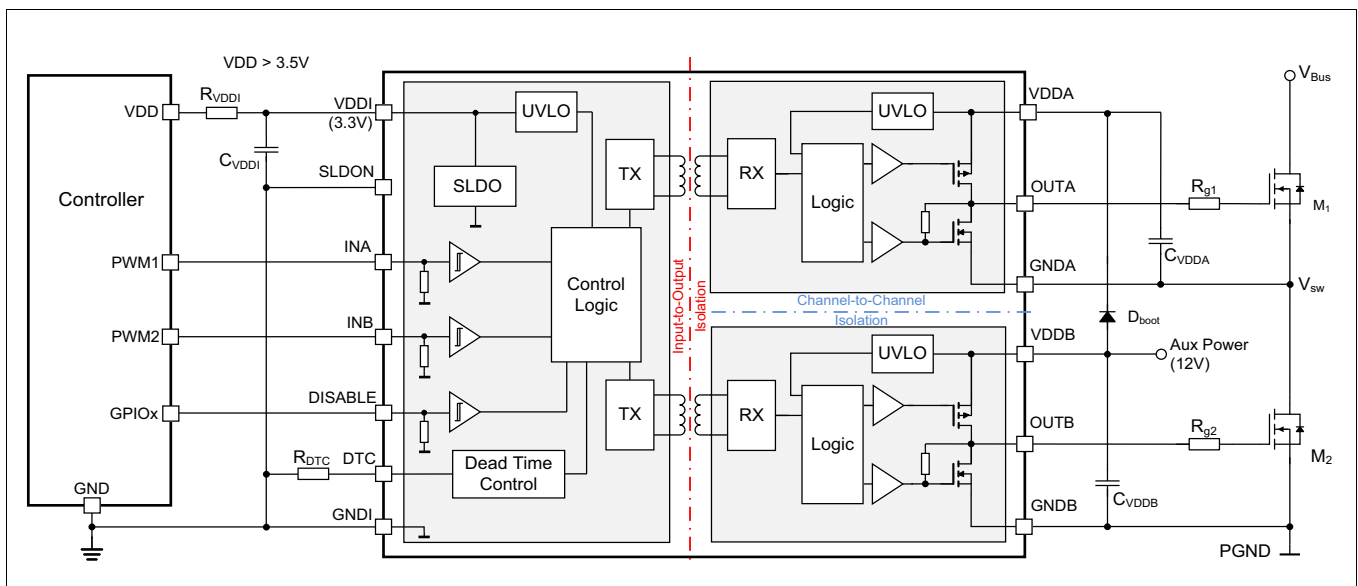 VDD > 3.5V
Controller
VDD
PWM1
PWM2
GPIOx
GND
RVDDI
CVDDI
RDTC
VDDI
(3.3V)
SLDON
INA
INB
DISABLE
DTC
GNDI
UVLO
SLDO
TX
Control
Logic
TX
Dead Time
Control
Input-to-Output
Isolation
Channel-to-Channel
Isolation
UVLO
RX
Logic
UVLO
RX
Logic
VDDA
OUTA
GNDA
VDDB
OUTB
GNDB
VBus
Rg1
M1
CVDDA
Vsw
Dboot
Aux Power
(12V)
Rg2
M2
CVDDB
PGND